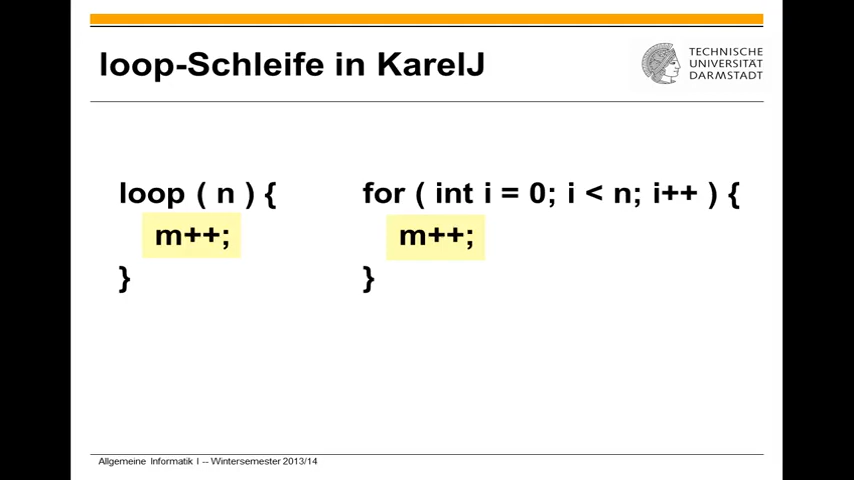 loop-Schleife in KarelJ
TECHNISCHE
UNIVERSITÄT
DARMSTADT
loop ( n ) {
m++;
}
for ( int i = 0; i < n; i++ ) {
m++;
}
Allgemeine Informatik I -- Wintersemester 2013/14